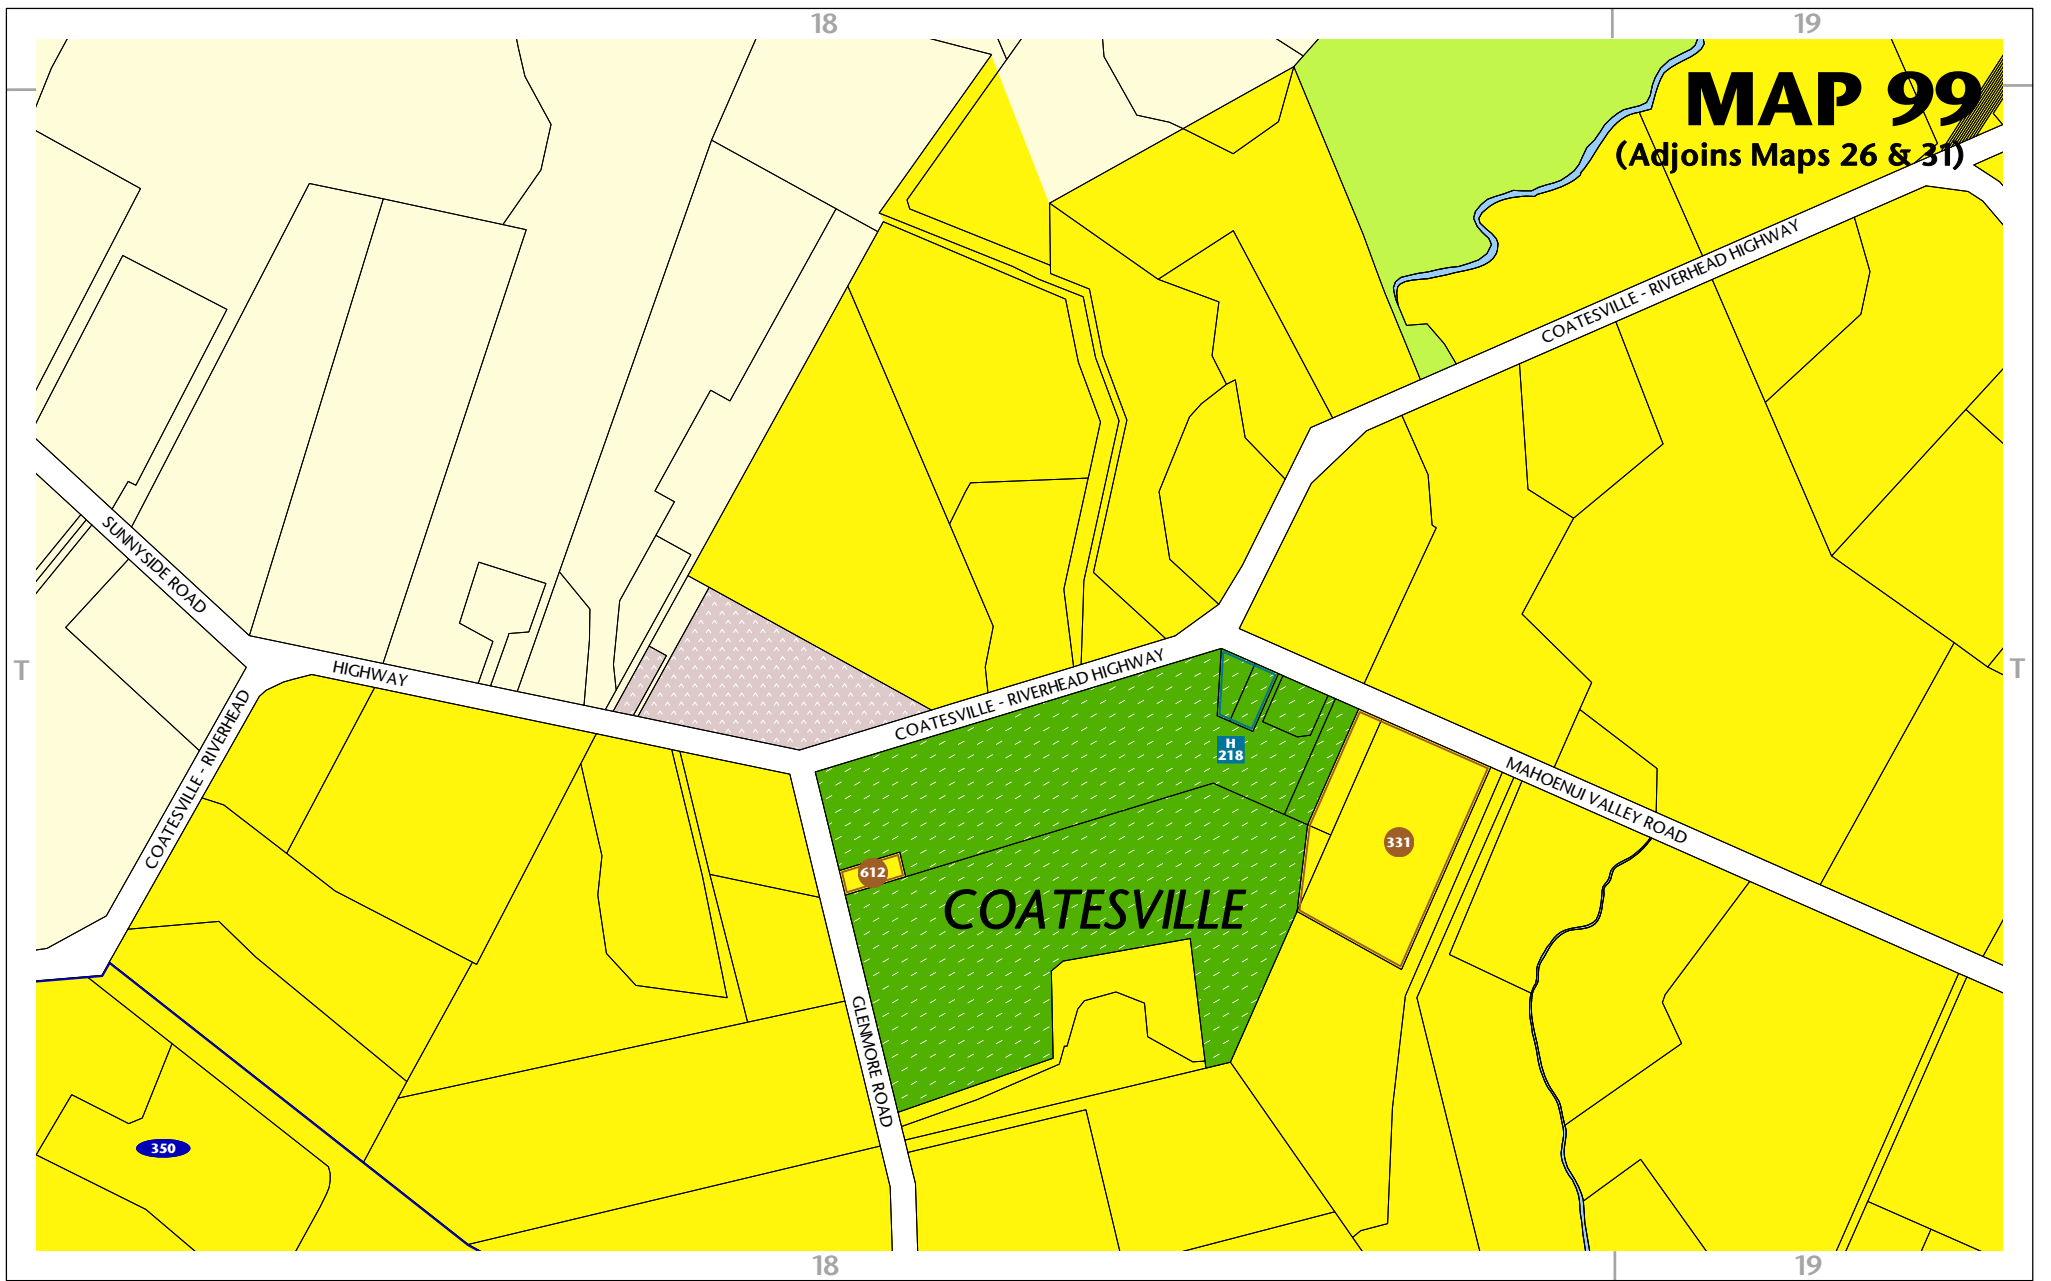 18
19
MAP 99
(Adjoins Maps 26 & 31)
COATESVILLE - RIVERHEAD HIGHWAY
SUNNYSIDE ROAD
T
HIGHWAY
COATESVILLE - RIVERHEAD HIGHWAY
T
COATESVILLE - RIVERHEAD
H
218
MAHOENUI VALLEY ROAD
331
612
COATESVILLE
GLENMORE ROAD
350
18
19